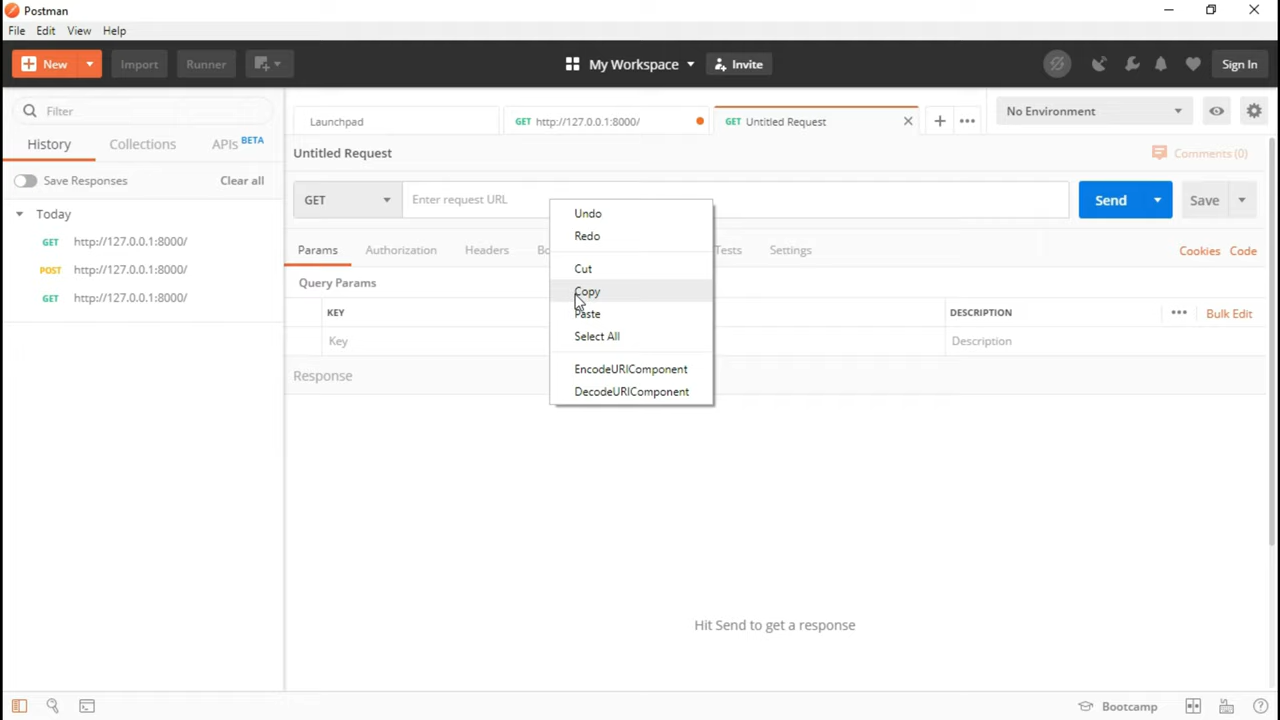 Postman
File Edit View Help
New Import Runner My Workspace Invite Sign In
Filter
History Collections APIs BETA
Save Responses Clear all
Today
GET http://127.0.0.1:8000/
POST http://127.0.0.1:8000/
GET http://127.0.0.1:8000/
Launchpad GET http://127.0.0.1:8000/ GET Untitled Request No Environment
Untitled Request Comments (0)
GET Enter request URL Send Save
Params Authorization Headers Tests Settings Cookies Code
Query Params
KEY DESCRIPTION Bulk Edit
Key Description
Response
Undo
Redo
Cut
Copy
Paste
Select All
EncodeURIComponent
DecodeURIComponent
Hit Send to get a response
Bootcamp